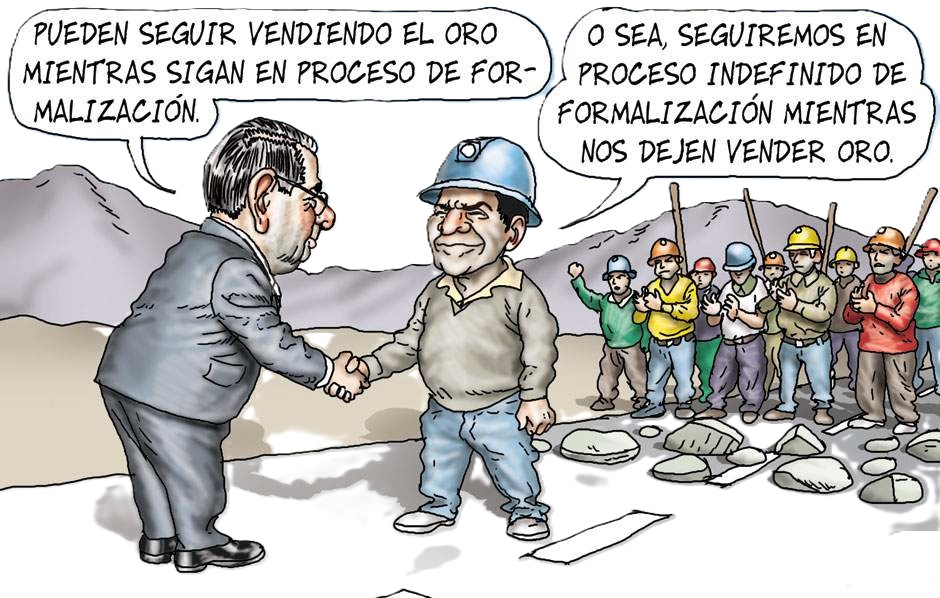 PUEDEN SEGUIR VENDIENDO EL ORO
MIENTRAS SIGAN EN PROCESO DE FOR-
MALIZACIÓN.
O SEA, SEGUIREMOS EN
PROCESO INDEFINIDO DE
FORMALIZACIÓN MIENTRAS
NOS DEJEN VENDER ORO.